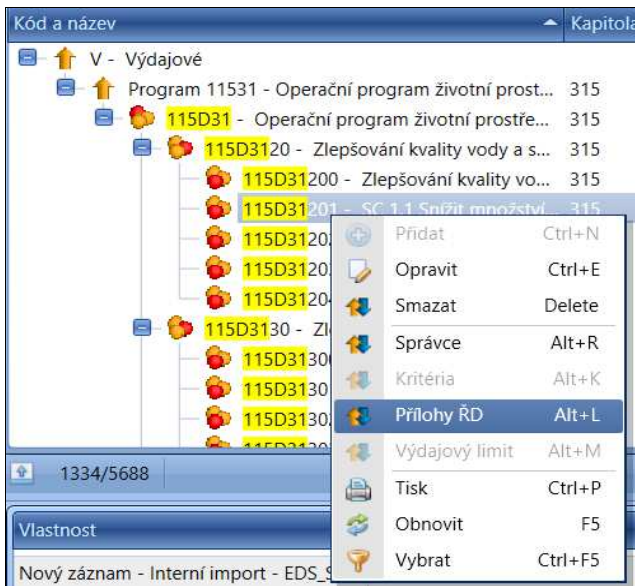 Kód a název Kapitola
V - Výdajové
Program 11531 - Operační program životní prost... 315
115D31 - Operační program životní prostře... 315
115D3120 - Zlepšování kvality vody a s... 315
115D31200 - Zlepšování kvality vo... 315
115D31201 - SC 1.1 Snížit množství... 315
115D3120
Přidat Ctrl+N
115D3120
Opravit Ctrl+E
115D31204
Smazat Delete
115D3130 - Zl
Správce Alt+R
115D3130
Kritéria Alt+K
115D3130
Přílohy ŘD Alt+L
115D3130
Výdajový limit Alt+M
1334/5688
Tisk Ctrl+P
Obnovit F5
Vlastnost
Vybrat Ctrl+F5
Nový záznam - Interní import - EDS_S